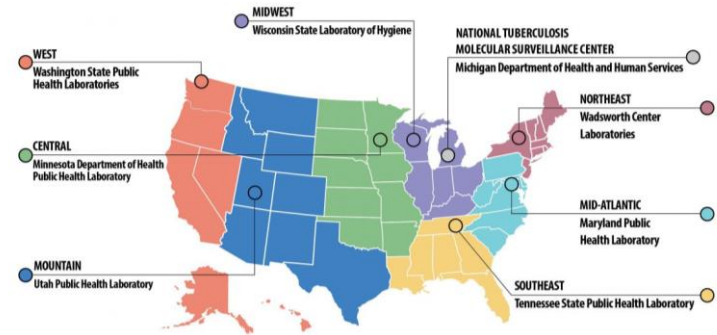 MIDWEST
Wisconsin State Laboratory of Hygiene
NATIONAL TUBERCULOSIS
MOLECULAR SURVEILLANCE CENTER
Michigan Department of Health and Human Services
WEST
Washington State Public
Health Laboratories
NORTHEAST
Wadsworth Center
Laboratories
CENTRAL
Minnesota Department of Health
Public Health Laboratory
MID-ATLANTIC
Maryland Public
Health Laboratory
MOUNTAIN
Utah Public Health Laboratory
SOUTHEAST
Tennessee State Public Health Laboratory